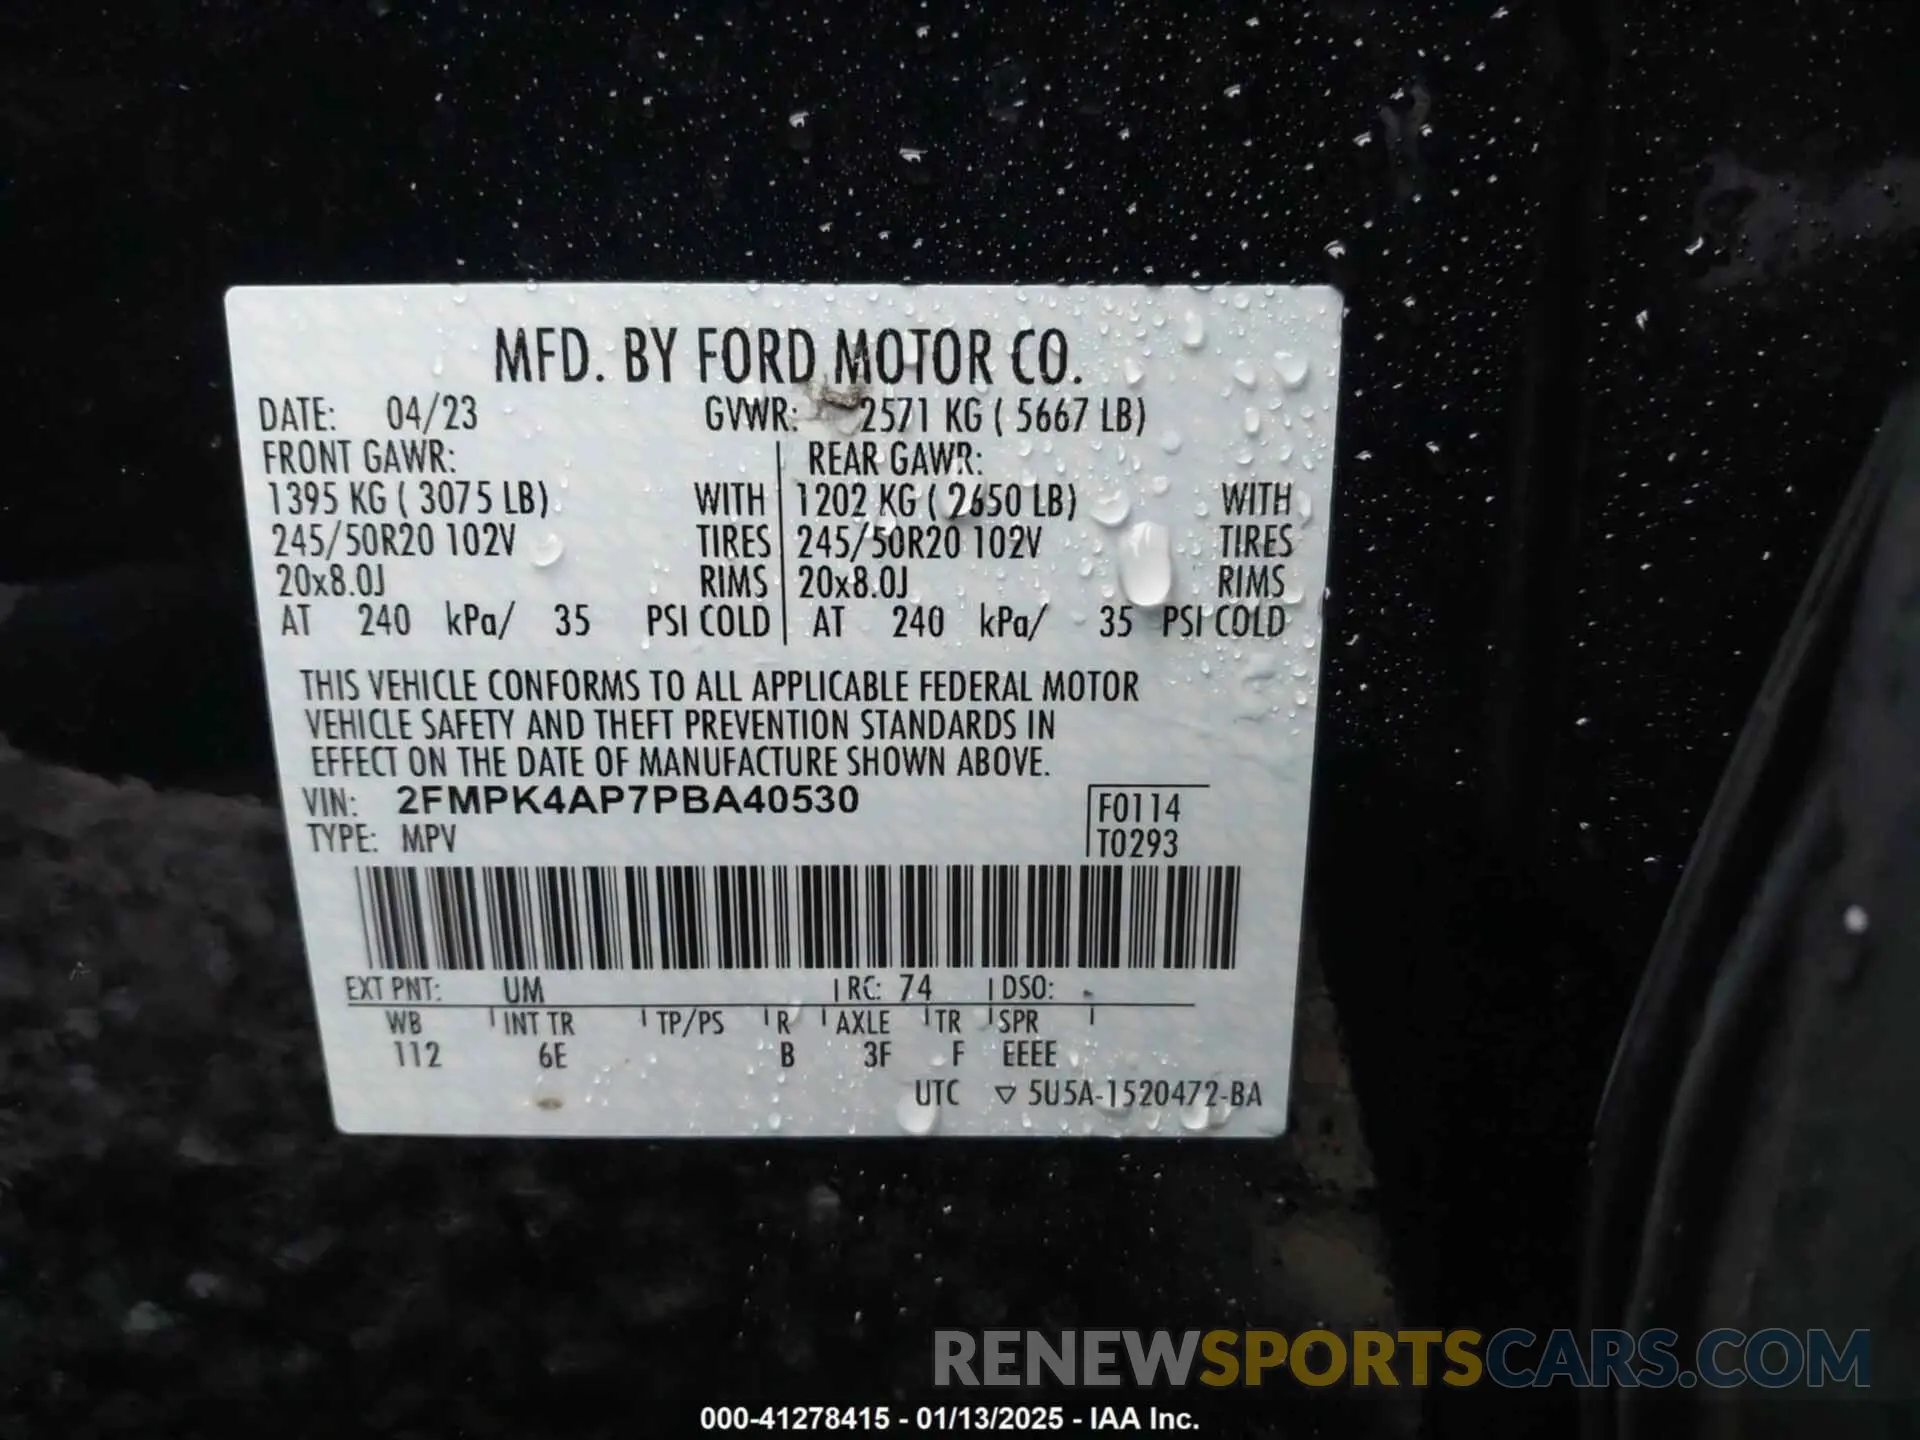 MFD. BY FORD MOTOR CO.
DATE: 04/23 GVWR: 2571 KG ( 5667 LB)
FRONT GAWR: REAR GAWR:
1395 KG ( 3075 LB) WITH 1202 KG ( 2650 LB) WITH
245/50R20 102V TIRES 245/50R20 102V TIRES
20x8.0J RIMS 20x8.0J RIMS
AT 240 kPa/ 35 PSI COLD AT 240 kPa/ 35 PSI COLD
THIS VEHICLE CONFORMS TO ALL APPLICABLE FEDERAL MOTOR
VEHICLE SAFETY AND THEFT PREVENTION STANDARDS IN
EFFECT ON THE DATE OF MANUFACTURE SHOWN ABOVE.
VIN: 2FMPK4AP7PBA40530 F0114
TYPE: MPV T0293
EXT PNT: UM RC: 74 DSO:
WB INT TR TP/PS R AXLE TR SPR
112 6E B 3F F EEEE
UTC ▽ 5U5A-1520472-BA
RENEWSPORTSCARS.COM
000-41278415 - 01/13/2025 - IAA Inc.